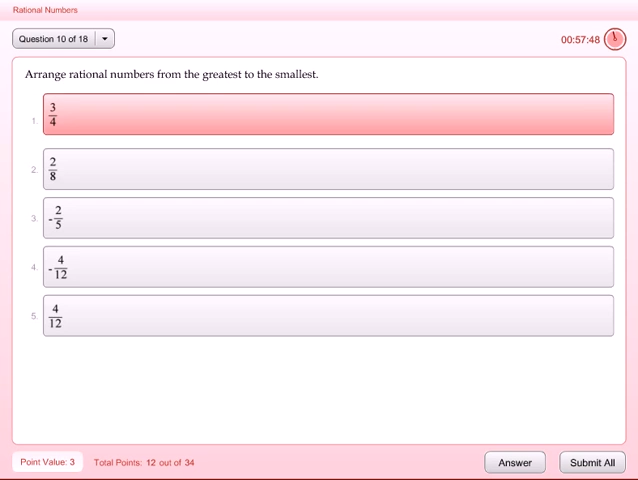 Rational Numbers
Question 10 of 18
00:57:48
Arrange rational numbers from the greatest to the smallest.
1. 3/4
2. 2/8
3. -2/5
4. -4/12
5. 4/12
Point Value: 3 Total Points: 12 out of 34 Answer Submit All